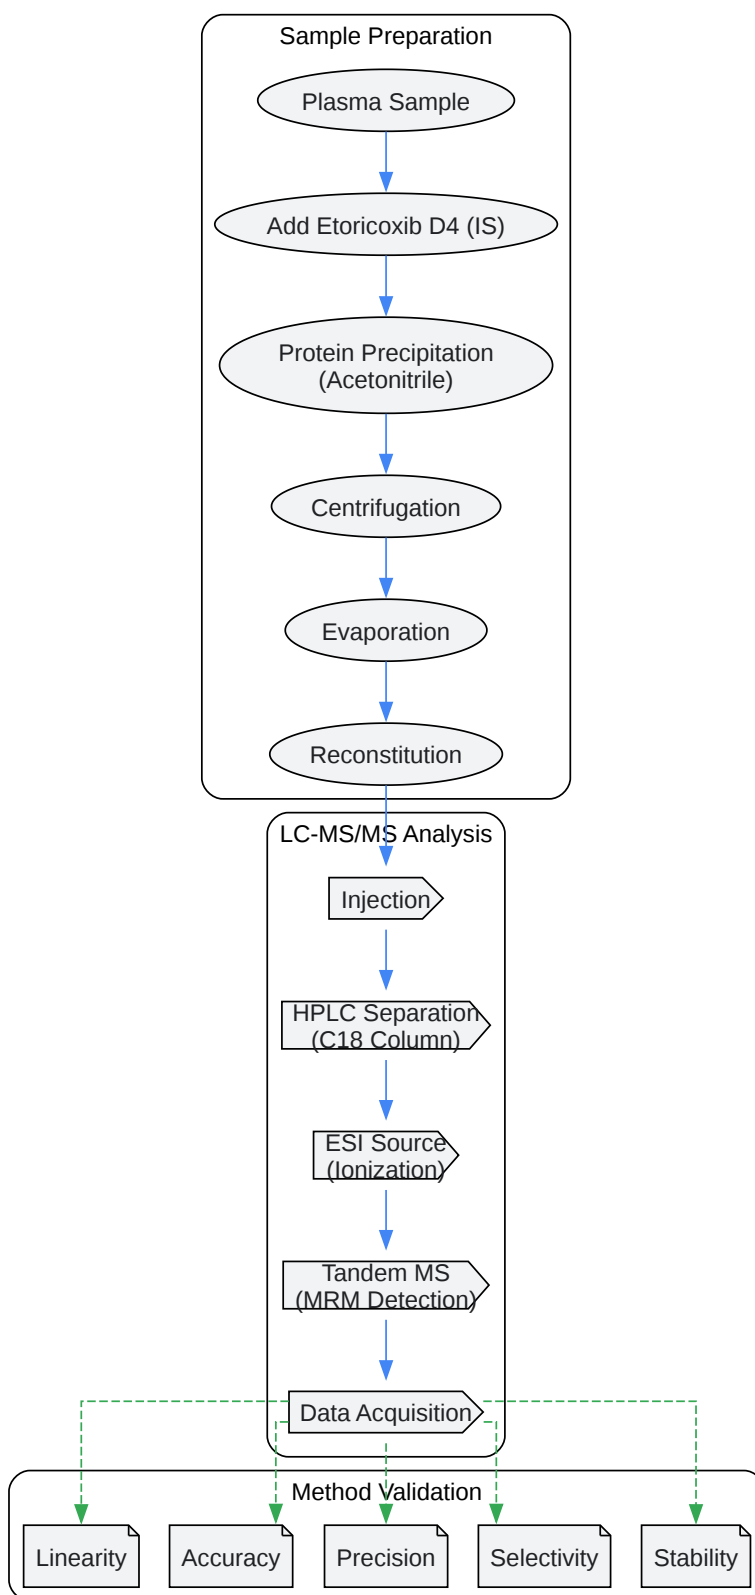 Sample Preparation
Plasma Sample
Add Etoricoxib D4 (IS)
Protein Precipitation
(Acetonitrile)
Centrifugation
Evaporation
Reconstitution
LC-MS/MS Analysis
Injection
HPLC Separation
(C18 Column)
ESI Source
(Ionization)
Tandem MS
(MRM Detection)
Data Acquisition
Method Validation
Linearity
Accuracy
Precision
Selectivity
Stability